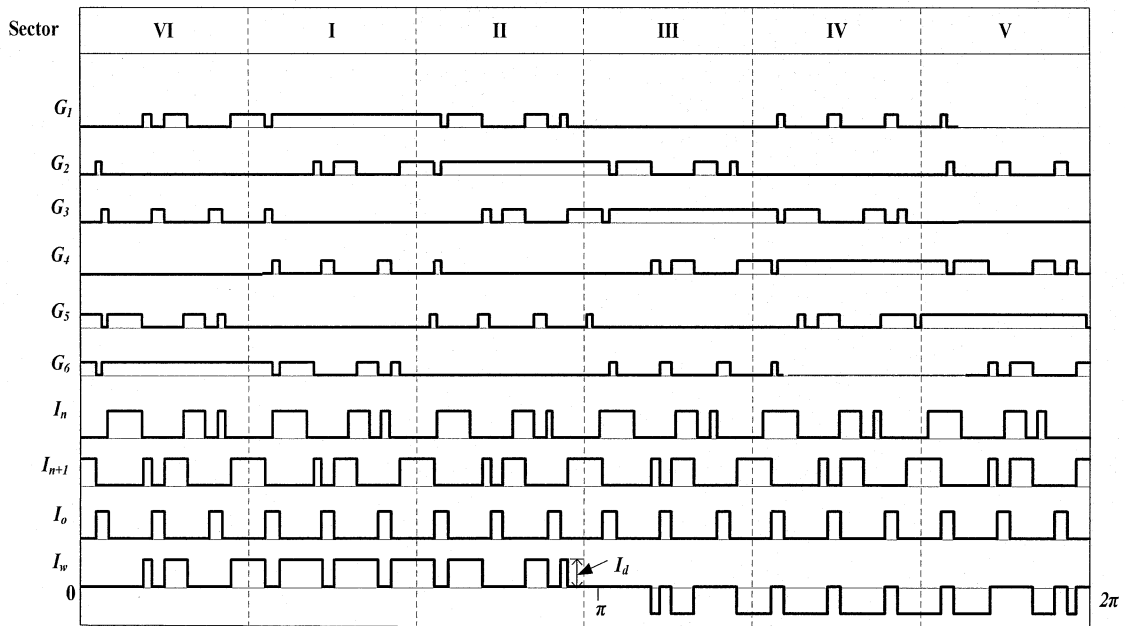 Sector VI I II III IV V
G1
G2
G3
G4
G5
G6
In
In+1
Io
Iw Id
0 π 2π